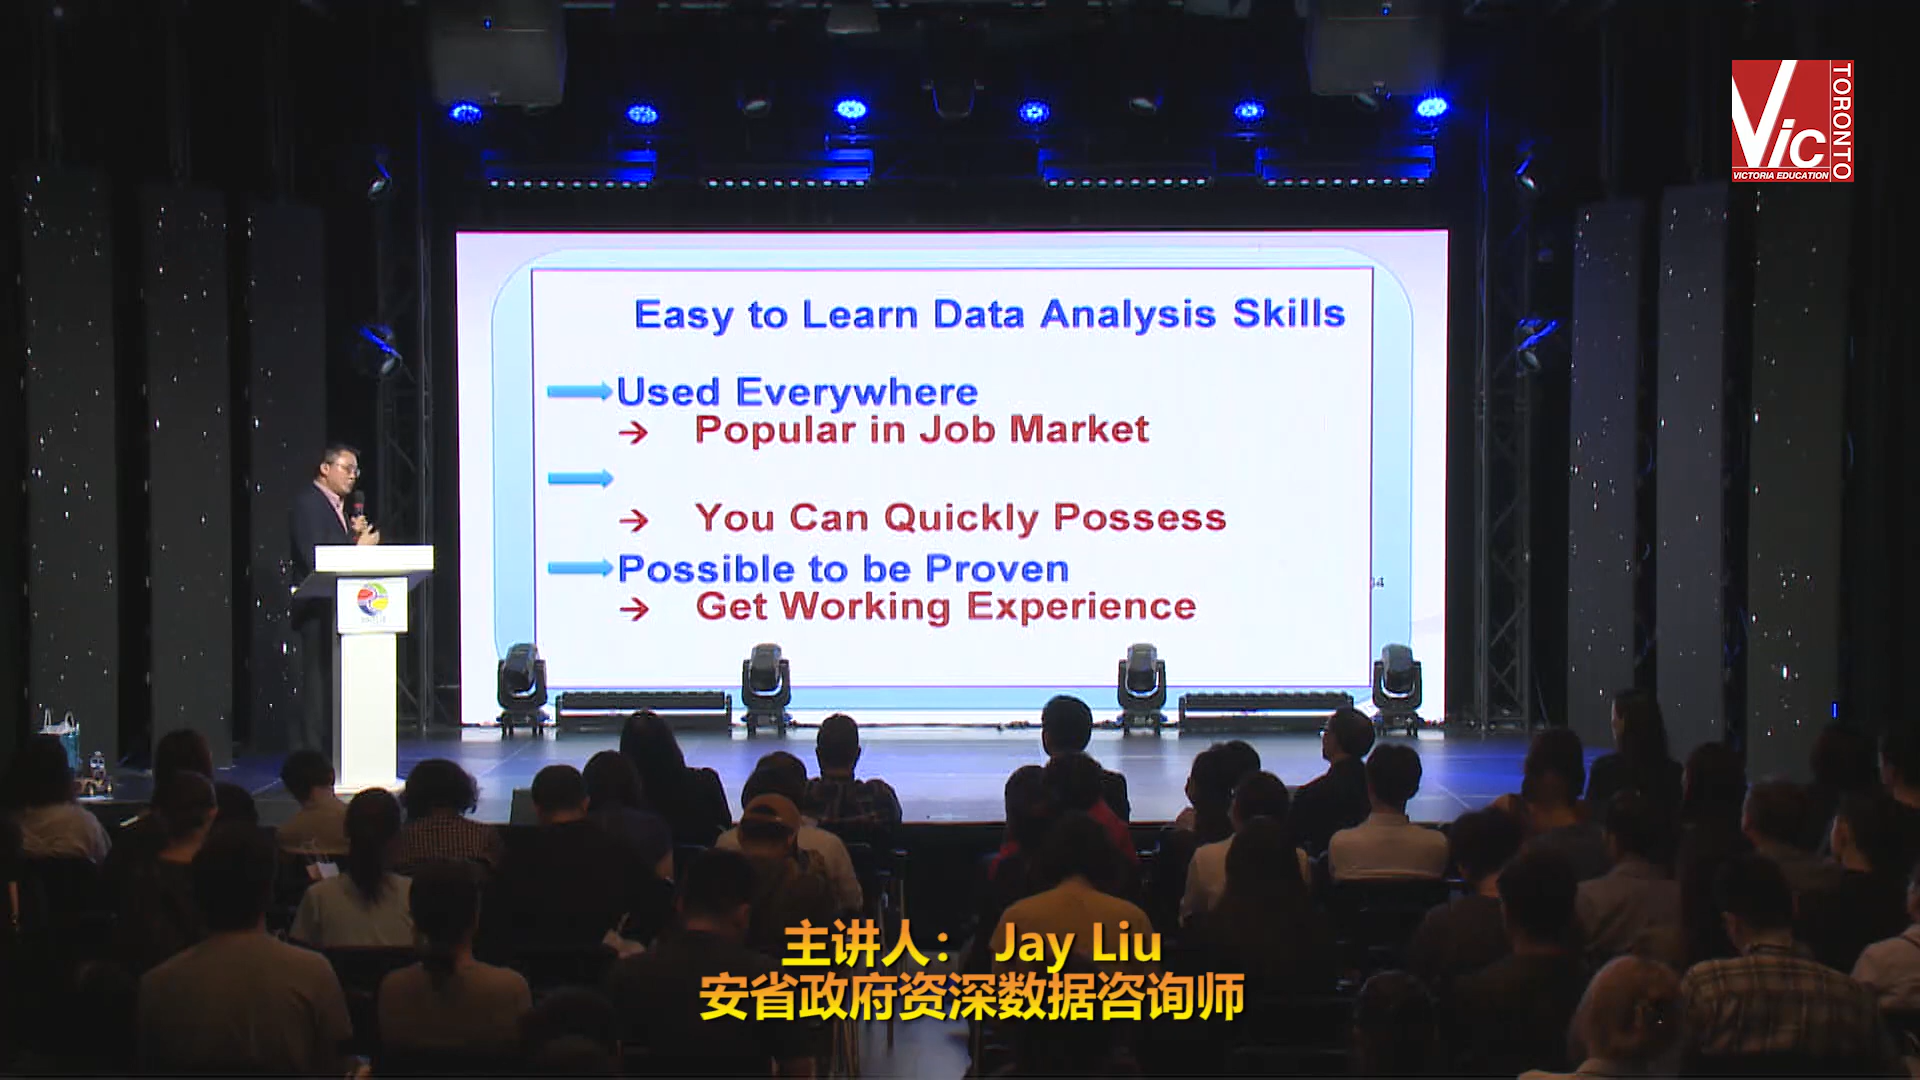 Vic
TORONTO
VICTORIA EDUCATION
Easy to Learn Data Analysis Skills
Used Everywhere
→ Popular in Job Market
→ You Can Quickly Possess
Possible to be Proven
→ Get Working Experience
主讲人： Jay Liu
安省政府资深数据咨询师